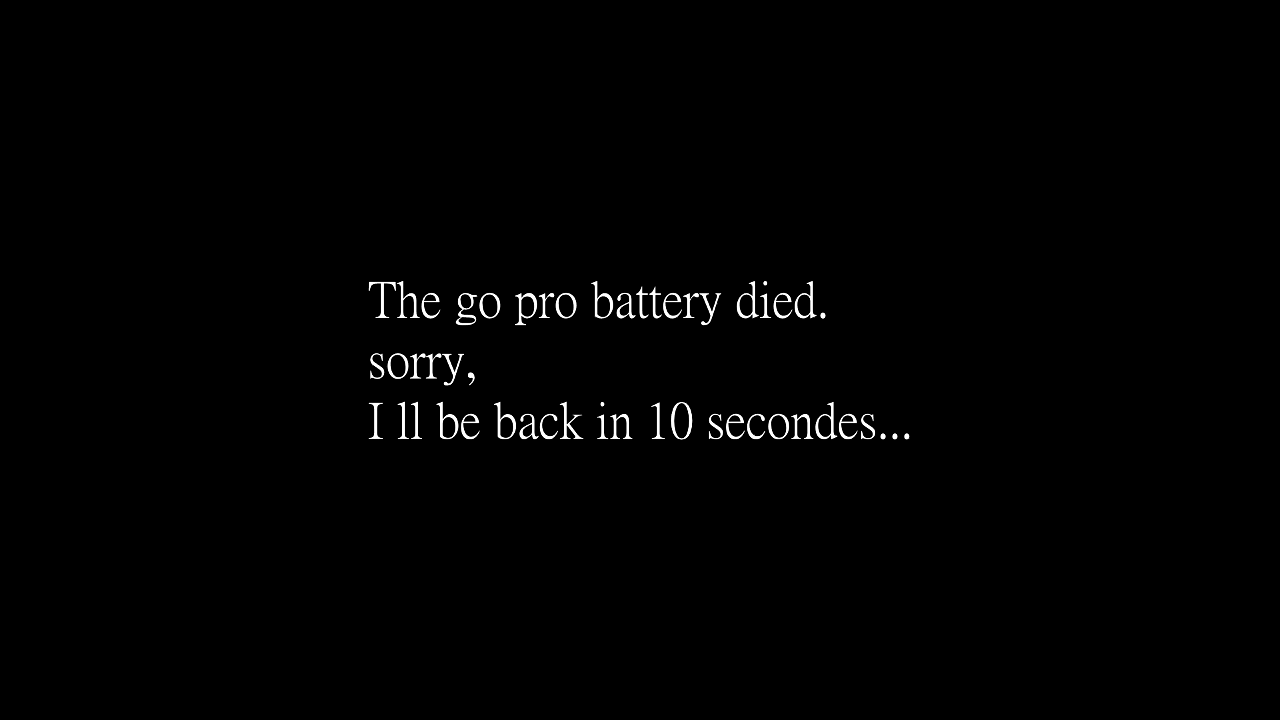 The go pro battery died.
sorry,
I ll be back in 10 secondes...